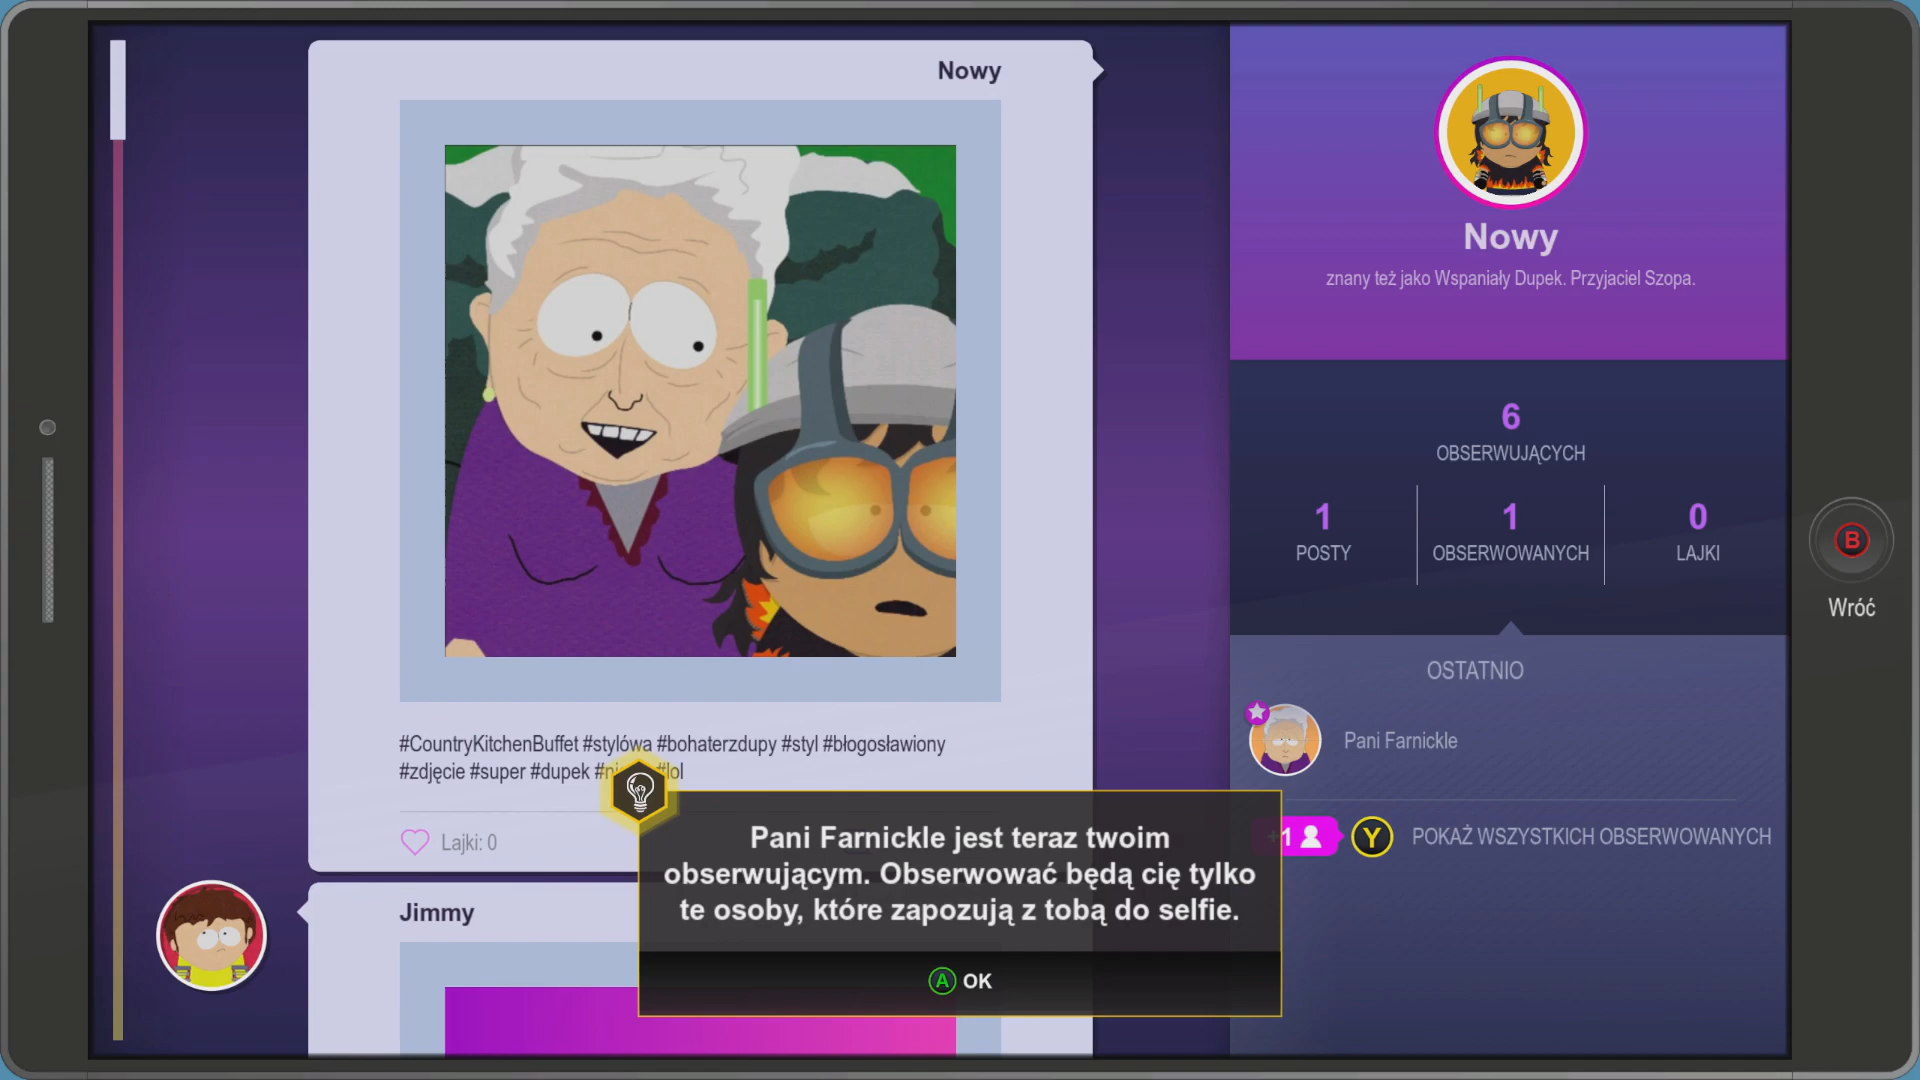 Nowy
#CountryKitchenBuffet #stylówa #bohaterzdupy #styl #błogosławiony
#zdjęcie #super #dupek #lol
Lajki: 0
Jimmy
Nowy
znany też jako Wspaniały Dupek. Przyjaciel Szopa.
6
OBSERWUJĄCYCH
1
POSTY
1
OBSERWOWANYCH
0
LAJKI
OSTATNIO
Pani Farnickle
+1
Y POKAŻ WSZYSTKICH OBSERWOWANYCH
Pani Farnickle jest teraz twoim
obserwującym. Obserwować będą cię tylko
te osoby, które zapozują z tobą do selfie.
A OK
B
Wróć